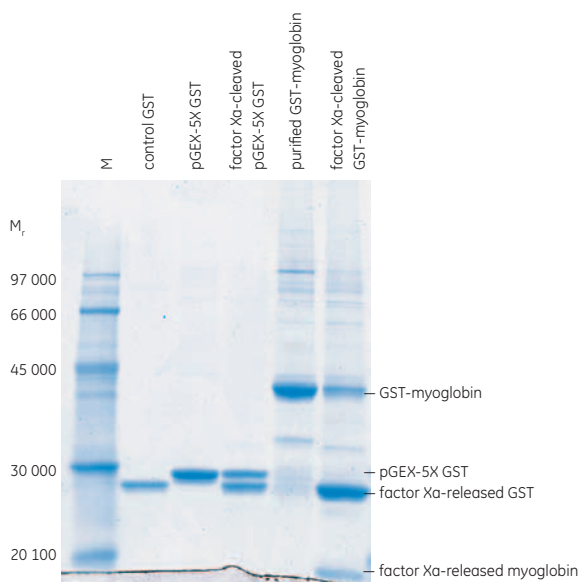 M
control GST
pGEX-5X GST
factor Xa-cleaved
pGEX-5X GST
purified GST-myoglobin
factor Xa-cleaved
GST-myoglobin
Mr
97 000
66 000
45 000
30 000
20 100
GST-myoglobin
pGEX-5X GST
factor Xa-released GST
factor Xa-released myoglobin